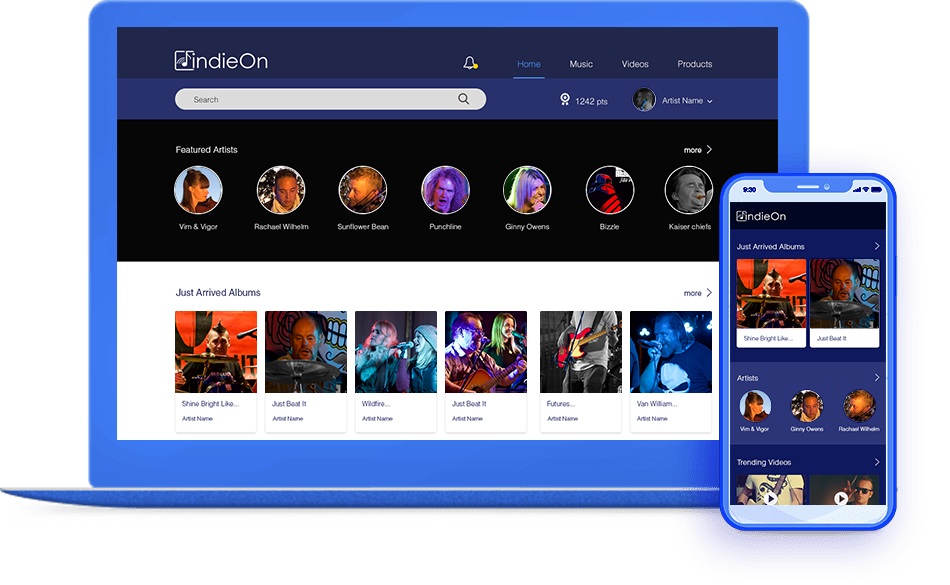 indieOn
Home Music Videos Products
Search
1242 pts Artist Name
Featured Artists more
Vim & Vigor Rachael Wilhelm Sunflower Bean Punchline Ginny Owens Bizzle Kaiser chiefs
Just Arrived Albums more
Shine Bright Like... Just Beat It Wildfire... Just Beat It Futures... Van William...
Artist Name Artist Name Artist Name Artist Name Artist Name Artist Name
9:30
indieOn
Just Arrived Albums
Shine Bright Like... Just Beat It
Artists
Vim & Vigor Ginny Owens Rachael Wilhelm
Trending Videos